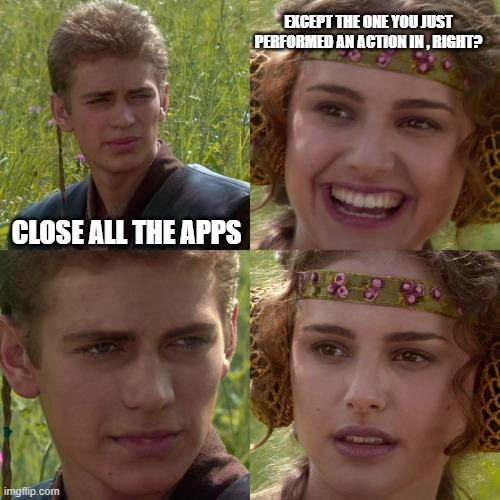 EXCEPT THE ONE YOU JUST
PERFORMED AN ACTION IN , RIGHT?
CLOSE ALL THE APPS
imgflip.com